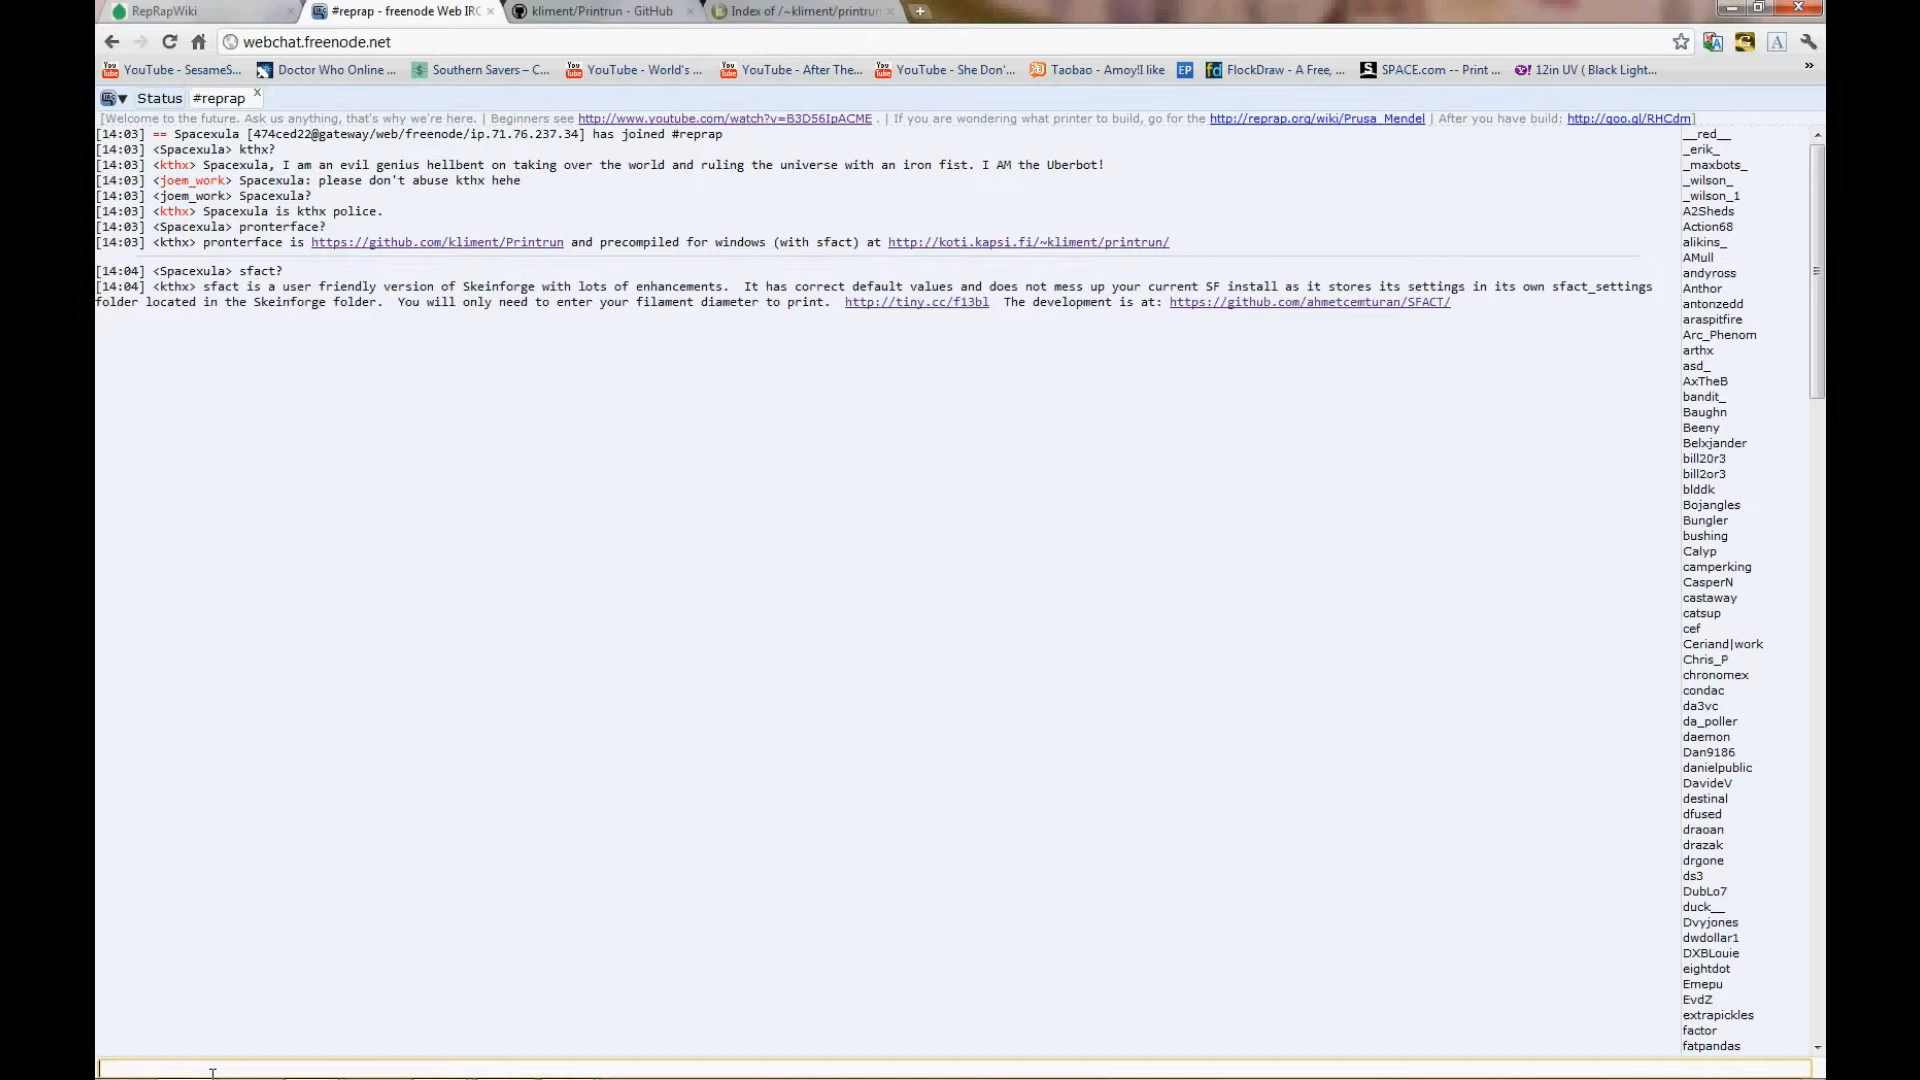 RepRapWiki
#reprap - freenode Web IRC
kliment/Printrun - GitHub
Index of /~kliment/printrun
webchat.freenode.net
YouTube - SesameS...
Doctor Who Online ...
Southern Savers – C...
YouTube - World's ...
YouTube - After The...
YouTube - She Don'...
Taobao - Amoy!I like
EP
FlockDraw - A Free, ...
SPACE.com -- Print ...
12in UV ( Black Light...
Status
#reprap
[Welcome to the future. Ask us anything, that's why we're here. | Beginners see http://www.youtube.com/watch?v=B3D56IpACME . | If you are wondering what printer to build, go for the http://reprap.org/wiki/Prusa_Mendel | After you have build: http://goo.gl/RHCdm]
[14:03] == Spacexula [474ced22@gateway/web/freenode/ip.71.76.237.34] has joined #reprap
[14:03] <Spacexula> kthx?
[14:03] <kthx> Spacexula, I am an evil genius hellbent on taking over the world and ruling the universe with an iron fist. I AM the Uberbot!
[14:03] <joem_work> Spacexula: please don't abuse kthx hehe
[14:03] <joem_work> Spacexula?
[14:03] <kthx> Spacexula is kthx police.
[14:03] <Spacexula> pronterface?
[14:03] <kthx> pronterface is https://github.com/kliment/Printrun and precompiled for windows (with sfact) at http://koti.kapsi.fi/~kliment/printrun/
[14:04] <Spacexula> sfact?
[14:04] <kthx> sfact is a user friendly version of Skeinforge with lots of enhancements. It has correct default values and does not mess up your current SF install as it stores its settings in its own sfact_settings
folder located in the Skeinforge folder. You will only need to enter your filament diameter to print. http://tiny.cc/f13bl The development is at: https://github.com/ahmetcemturan/SFACT/
__red__
_erik_
_maxbots_
_wilson_
_wilson_1
A2Sheds
Action68
alikins_
AMull
andyross
Anthor
antonzedd
araspitfire
Arc_Phenom
arthx
asd_
AxTheB
bandit_
Baughn
Beeny
Belxjander
bill20r3
bill2or3
blddk
Bojangles
Bungler
bushing
Calyp
camperking
CasperN
castaway
catsup
cef
Ceriand|work
Chris_P
chronomex
condac
da3vc
da_poller
daemon
Dan9186
danielpublic
DavideV
destinal
dfused
draoan
drazak
drgone
ds3
DubLo7
duck__
Dvyjones
dwdollar1
DXBLouie
eightdot
Emepu
EvdZ
extrapickles
factor
fatpandas